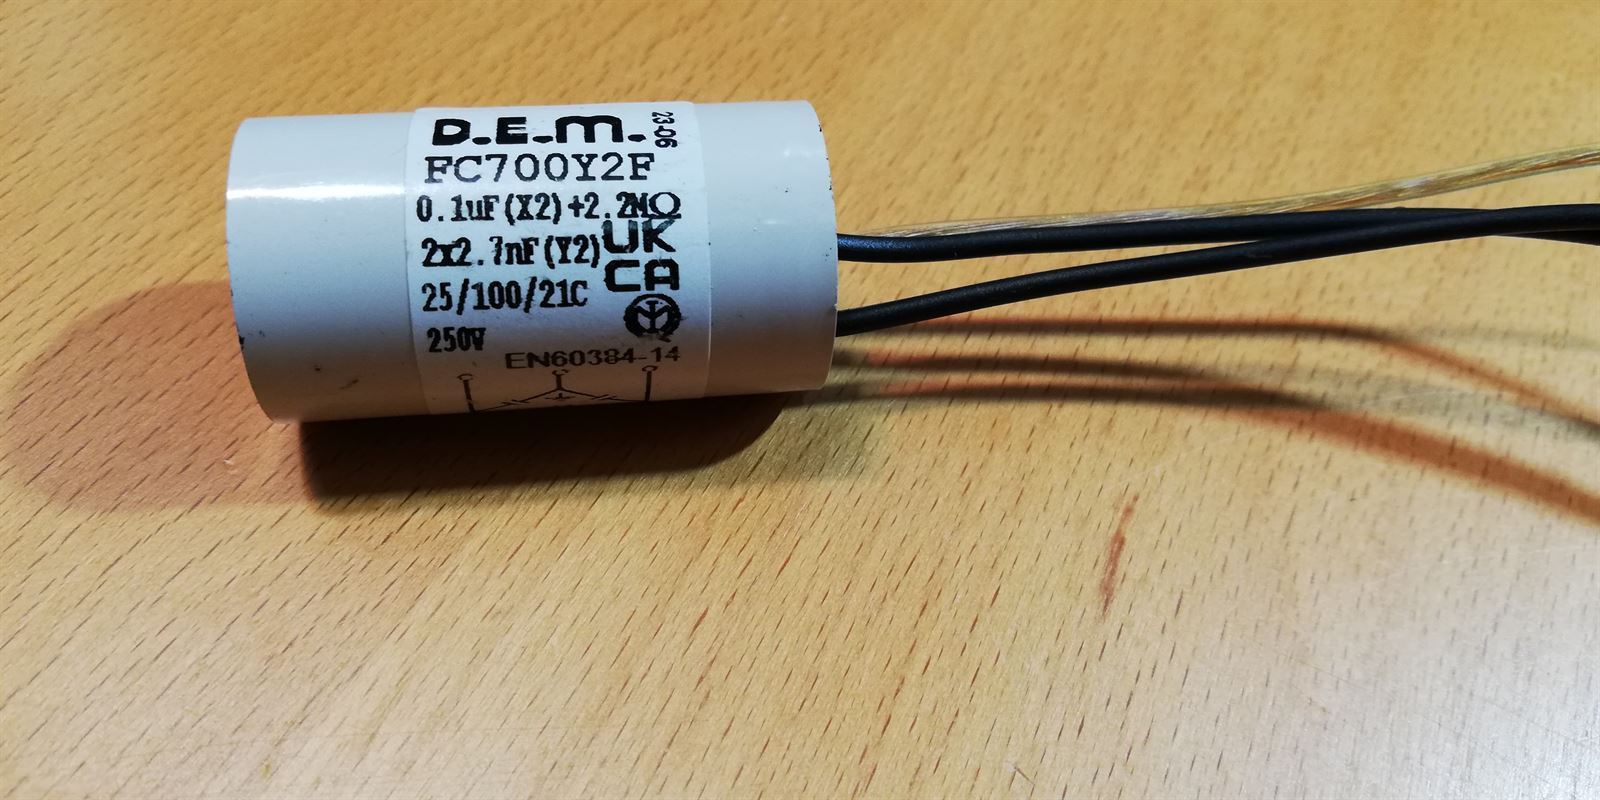 D.E.M.
23-06
FC700Y2F
0.1uF(X2)+2.2MΩ
2x2.7nF(Y2)
UK
CA
25/100/21C
250V
EN60384-14